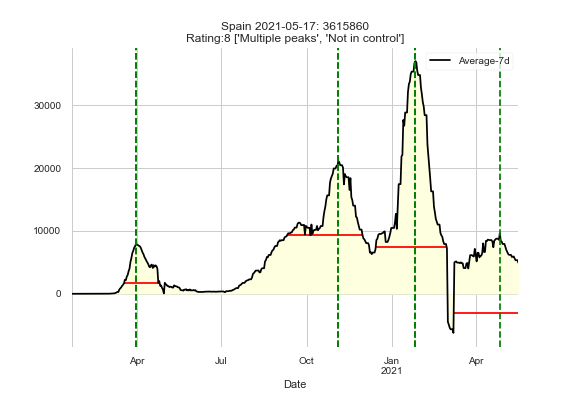 Spain 2021-05-17: 3615860
Rating:8 ['Multiple peaks', 'Not in control']
Average-7d
30000
20000
10000
0
Apr
Jul
Oct
Jan
2021
Apr
Date